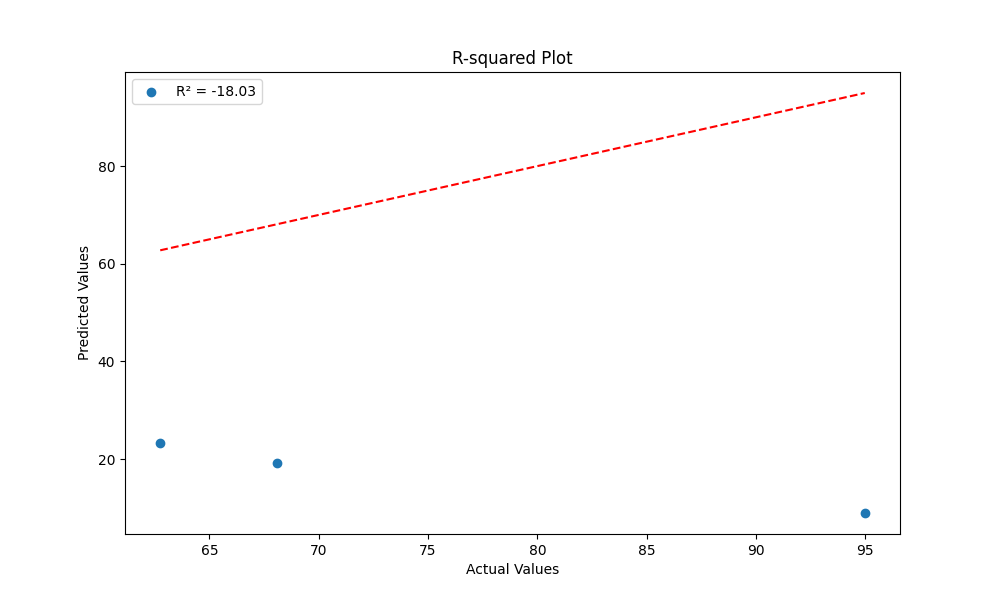 R-squared Plot
R² = -18.03
Predicted Values
80
60
40
20
65 70 75 80 85 90 95
Actual Values